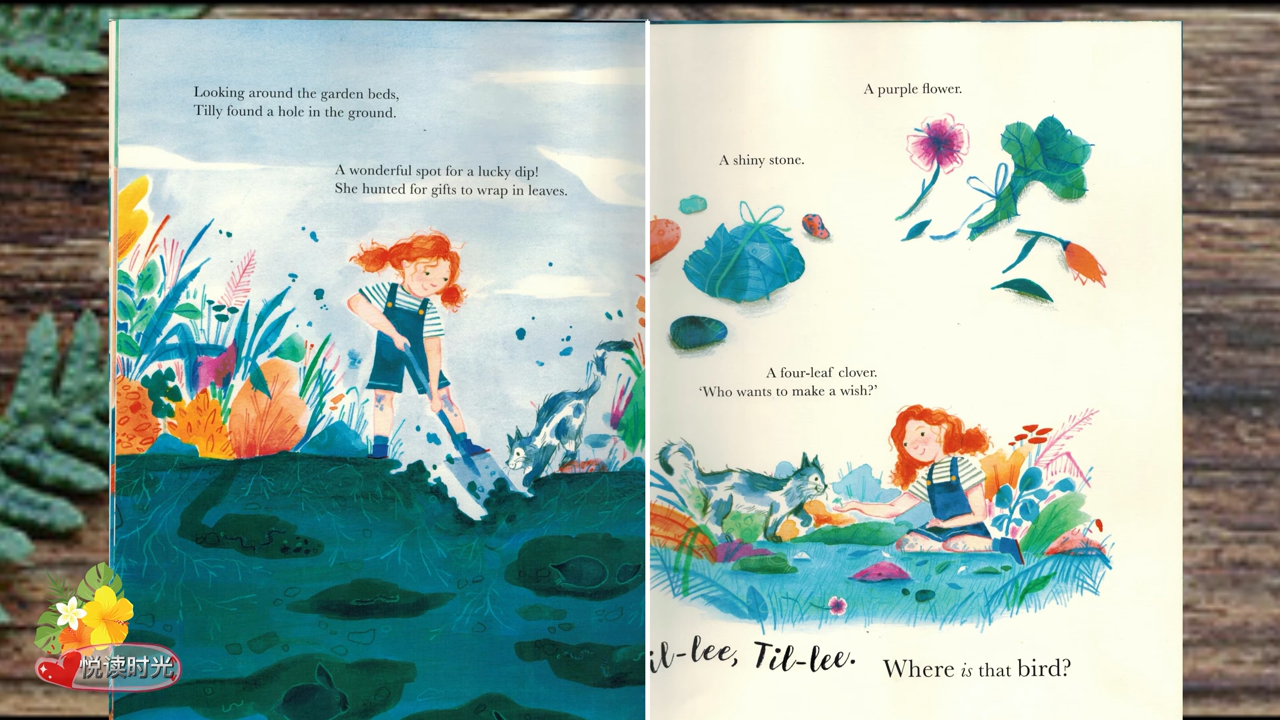 Looking around the garden beds,
Tilly found a hole in the ground.
A wonderful spot for a lucky dip!
She hunted for gifts to wrap in leaves.
A purple flower.
A shiny stone.
A four-leaf clover.
‘Who wants to make a wish?’
il-lee, Til-lee.
Where is that bird?
悦读时光